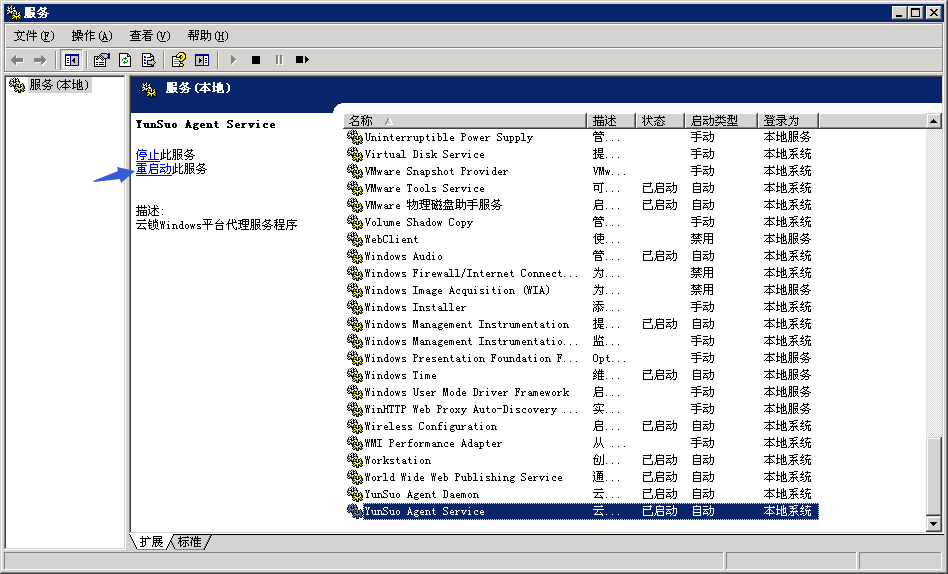 服务
文件(F) 操作(A) 查看(V) 帮助(H)
服务(本地)
服务(本地)
YunSuo Agent Service
停止此服务
重启动此服务
描述:
云锁Windows平台代理服务程序
名称 描述 状态 启动类型 登录为
Uninterruptible Power Supply 管... 手动 本地服务
Virtual Disk Service 提... 手动 本地系统
VMware Snapshot Provider VMw... 手动 本地系统
VMware Tools Service 可... 已启动 自动 本地系统
VMware 物理磁盘助手服务 启... 已启动 自动 本地系统
Volume Shadow Copy 管... 手动 本地系统
WebClient 使... 禁用 本地服务
Windows Audio 管... 已启动 自动 本地系统
Windows Firewall/Internet Connect... 为... 禁用 本地系统
Windows Image Acquisition (WIA) 为... 禁用 本地服务
Windows Installer 添... 手动 本地系统
Windows Management Instrumentation 提... 已启动 自动 本地系统
Windows Management Instrumentatio... 监... 手动 本地系统
Windows Presentation Foundation F... Opt... 手动 本地服务
Windows Time 维... 已启动 自动 本地服务
Windows User Mode Driver Framework 启... 手动 本地服务
WinHTTP Web Proxy Auto-Discovery ... 实... 手动 本地服务
Wireless Configuration 启... 已启动 自动 本地系统
WMI Performance Adapter 从 ... 手动 本地系统
Workstation 创... 已启动 自动 本地系统
World Wide Web Publishing Service 通... 已启动 自动 本地系统
YunSuo Agent Daemon 云... 已启动 自动 本地系统
YunSuo Agent Service 云... 已启动 自动 本地系统
扩展 标准